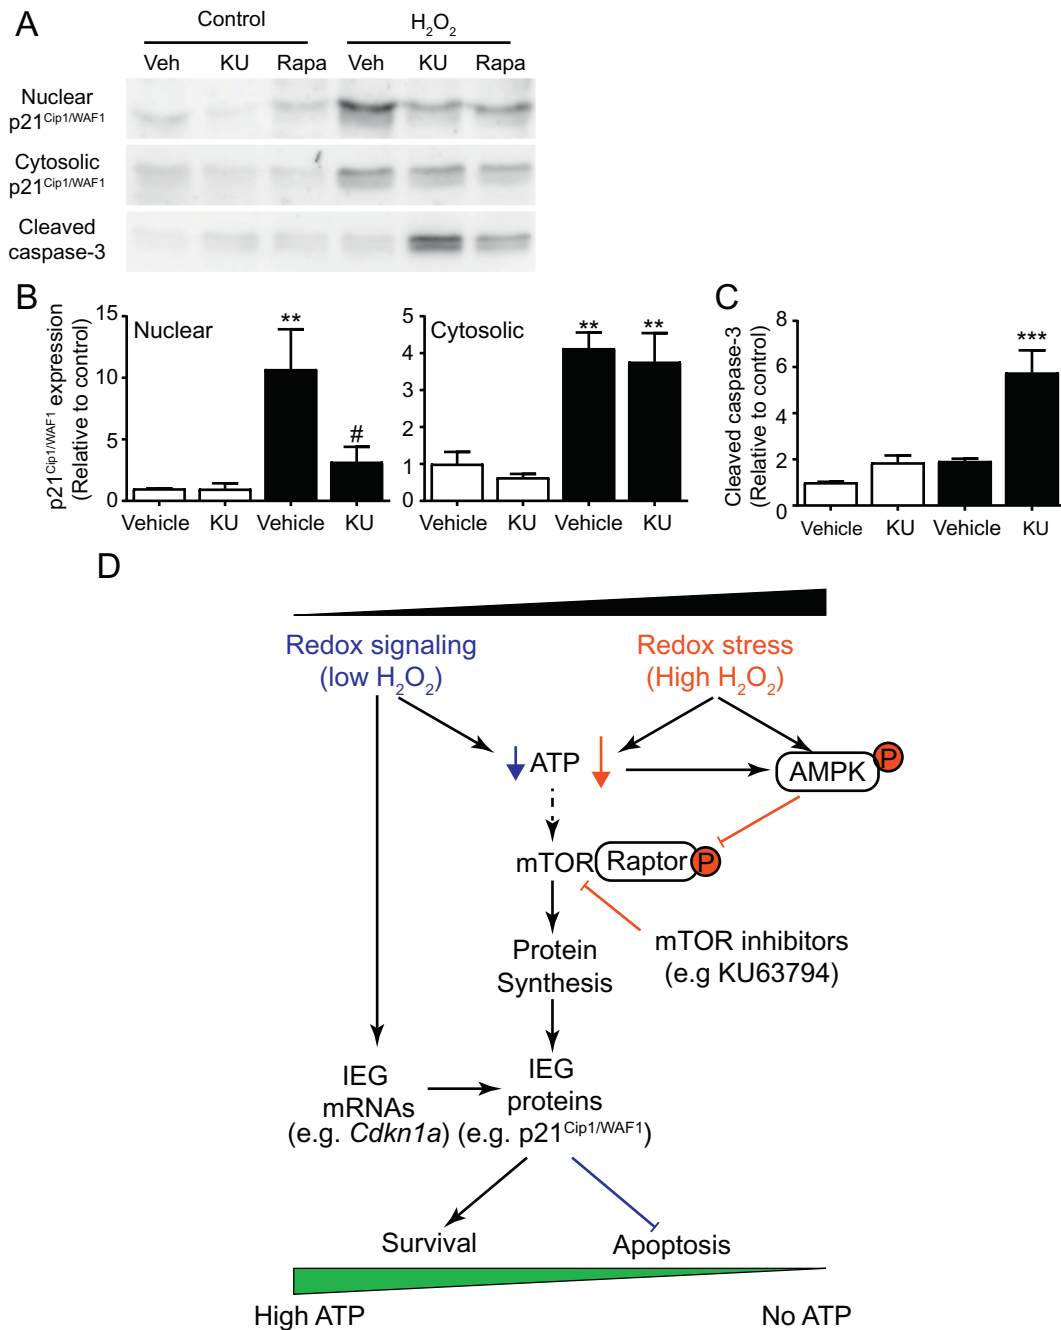 A
Control
H2O2
Veh KU Rapa Veh KU Rapa
Nuclear
p21Cip1/WAF1
Cytosolic
p21Cip1/WAF1
Cleaved
caspase-3
B
p21Cip1/WAF1 expression
(Relative to control)
15
10
5
0
Nuclear
**
#
Vehicle KU Vehicle KU
5
4
3
2
1
0
Cytosolic
** **
Vehicle KU Vehicle KU
C
Cleaved caspase-3
(Relative to control)
8
6
4
2
0
***
Vehicle KU Vehicle KU
D
Redox signaling
(low H2O2)
Redox stress
(High H2O2)
ATP
AMPK P
mTOR Raptor P
Protein
Synthesis
mTOR inhibitors
(e.g KU63794)
IEG
mRNAs
(e.g. Cdkn1a)
IEG
proteins
(e.g. p21Cip1/WAF1)
Survival
Apoptosis
High ATP
No ATP